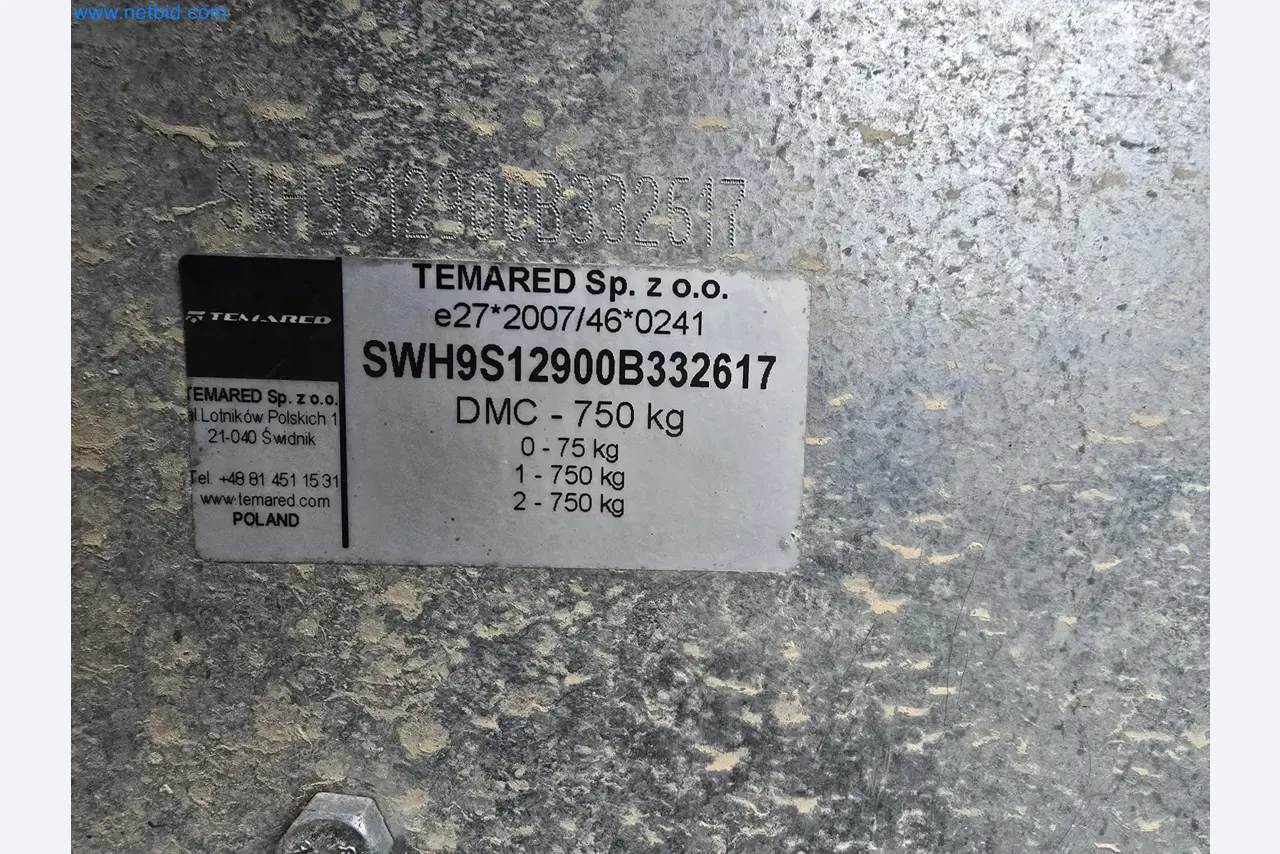 www.netbid.com
SWH9S12900B332617
TEMARED Sp. z o.o.
e27*2007/46*0241
SWH9S12900B332617
DMC - 750 kg
0 - 75 kg
1 - 750 kg
2 - 750 kg
TEMARED
TEMARED Sp. z o.o.
al.Lotników Polskich 1
21-040 Świdnik
Tel. +48 81 451 15 31
www.temared.com
POLAND